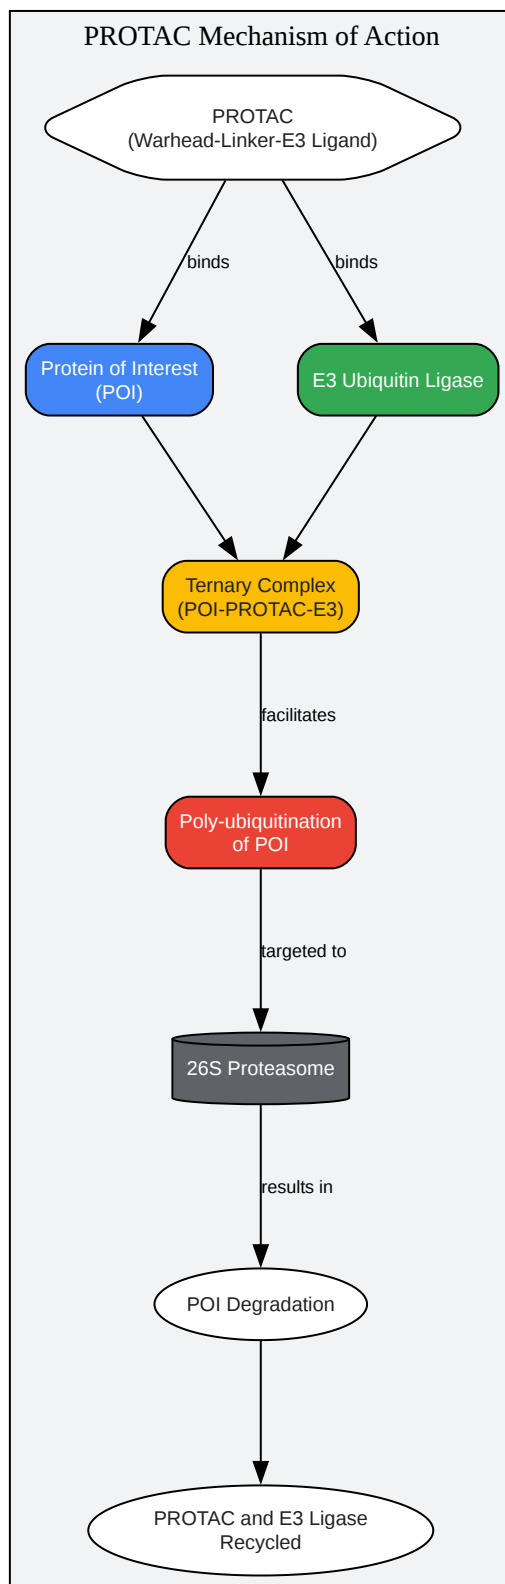 PROTAC Mechanism of Action
PROTAC
(Warhead-Linker-E3 Ligand)
binds
binds
Protein of Interest
(POI)
E3 Ubiquitin Ligase
Ternary Complex
(POI-PROTAC-E3)
facilitates
Poly-ubiquitination
of POI
targeted to
26S Proteasome
results in
POI Degradation
PROTAC and E3 Ligase
Recycled